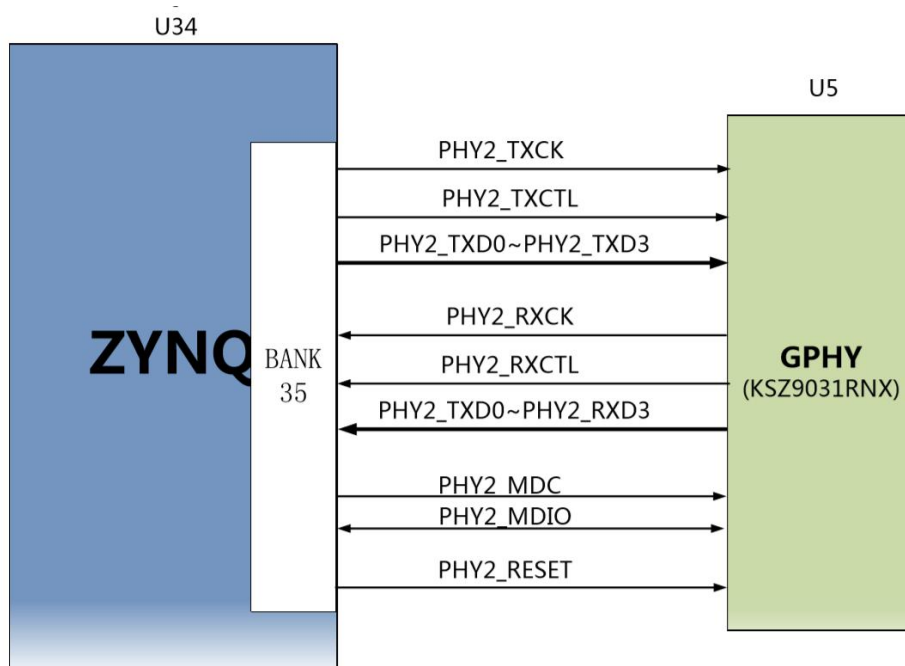 U34
U5
PHY2_TXCK
PHY2_TXCTL
PHY2_TXD0~PHY2_TXD3
PHY2_RXCK
ZYNQ
BANK
35
PHY2_RXCTL
GPHY
(KSZ9031RNX)
PHY2_TXD0~PHY2_RXD3
PHY2_MDC
PHY2_MDIO
PHY2_RESET